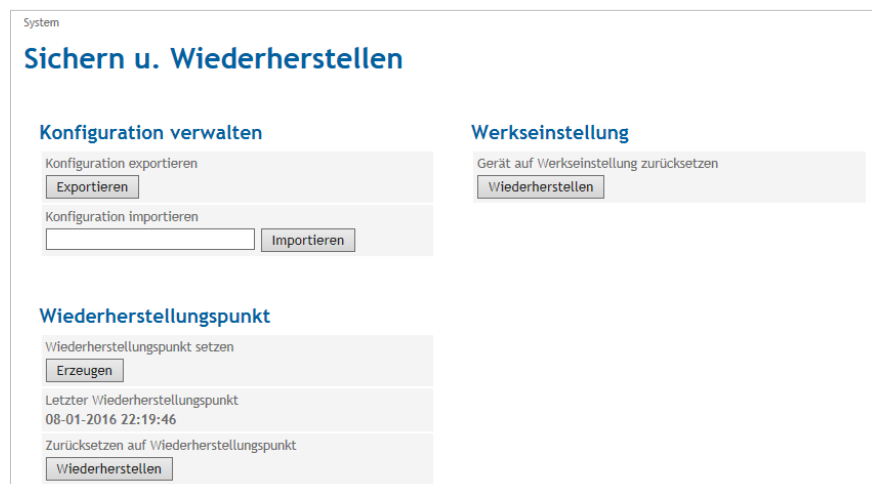 System
Sichern u. Wiederherstellen
Konfiguration verwalten
Konfiguration exportieren
Exportieren
Konfiguration importieren
Importieren
Werkseinstellung
Gerät auf Werkseinstellung zurücksetzen
Wiederherstellen
Wiederherstellungspunkt
Wiederherstellungspunkt setzen
Erzeugen
Letzter Wiederherstellungspunkt
08-01-2016 22:19:46
Zurücksetzen auf Wiederherstellungspunkt
Wiederherstellen